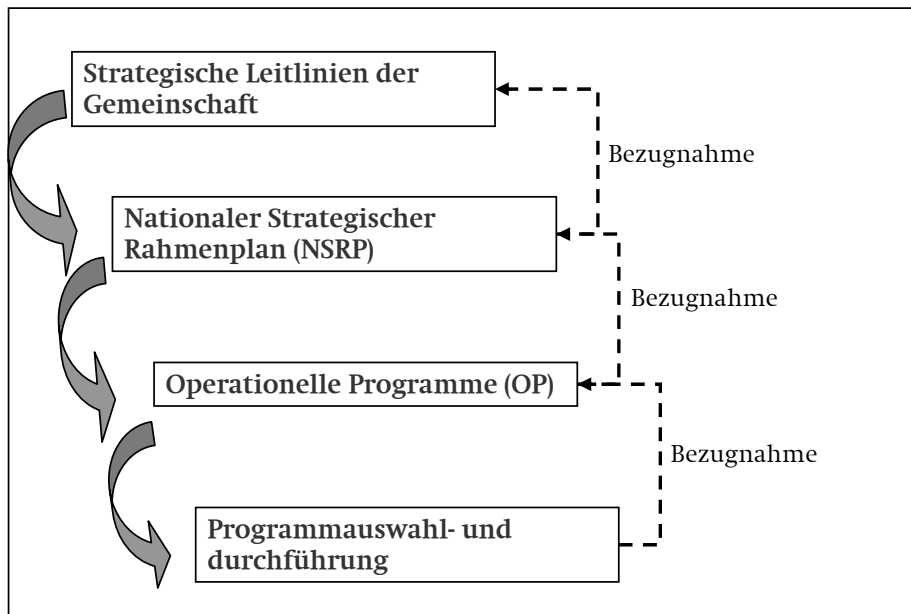 Strategische Leitlinien der
Gemeinschaft
Bezugnahme
Nationaler Strategischer
Rahmenplan (NSRP)
Bezugnahme
Operationelle Programme (OP)
Bezugnahme
Programmauswahl- und
durchführung